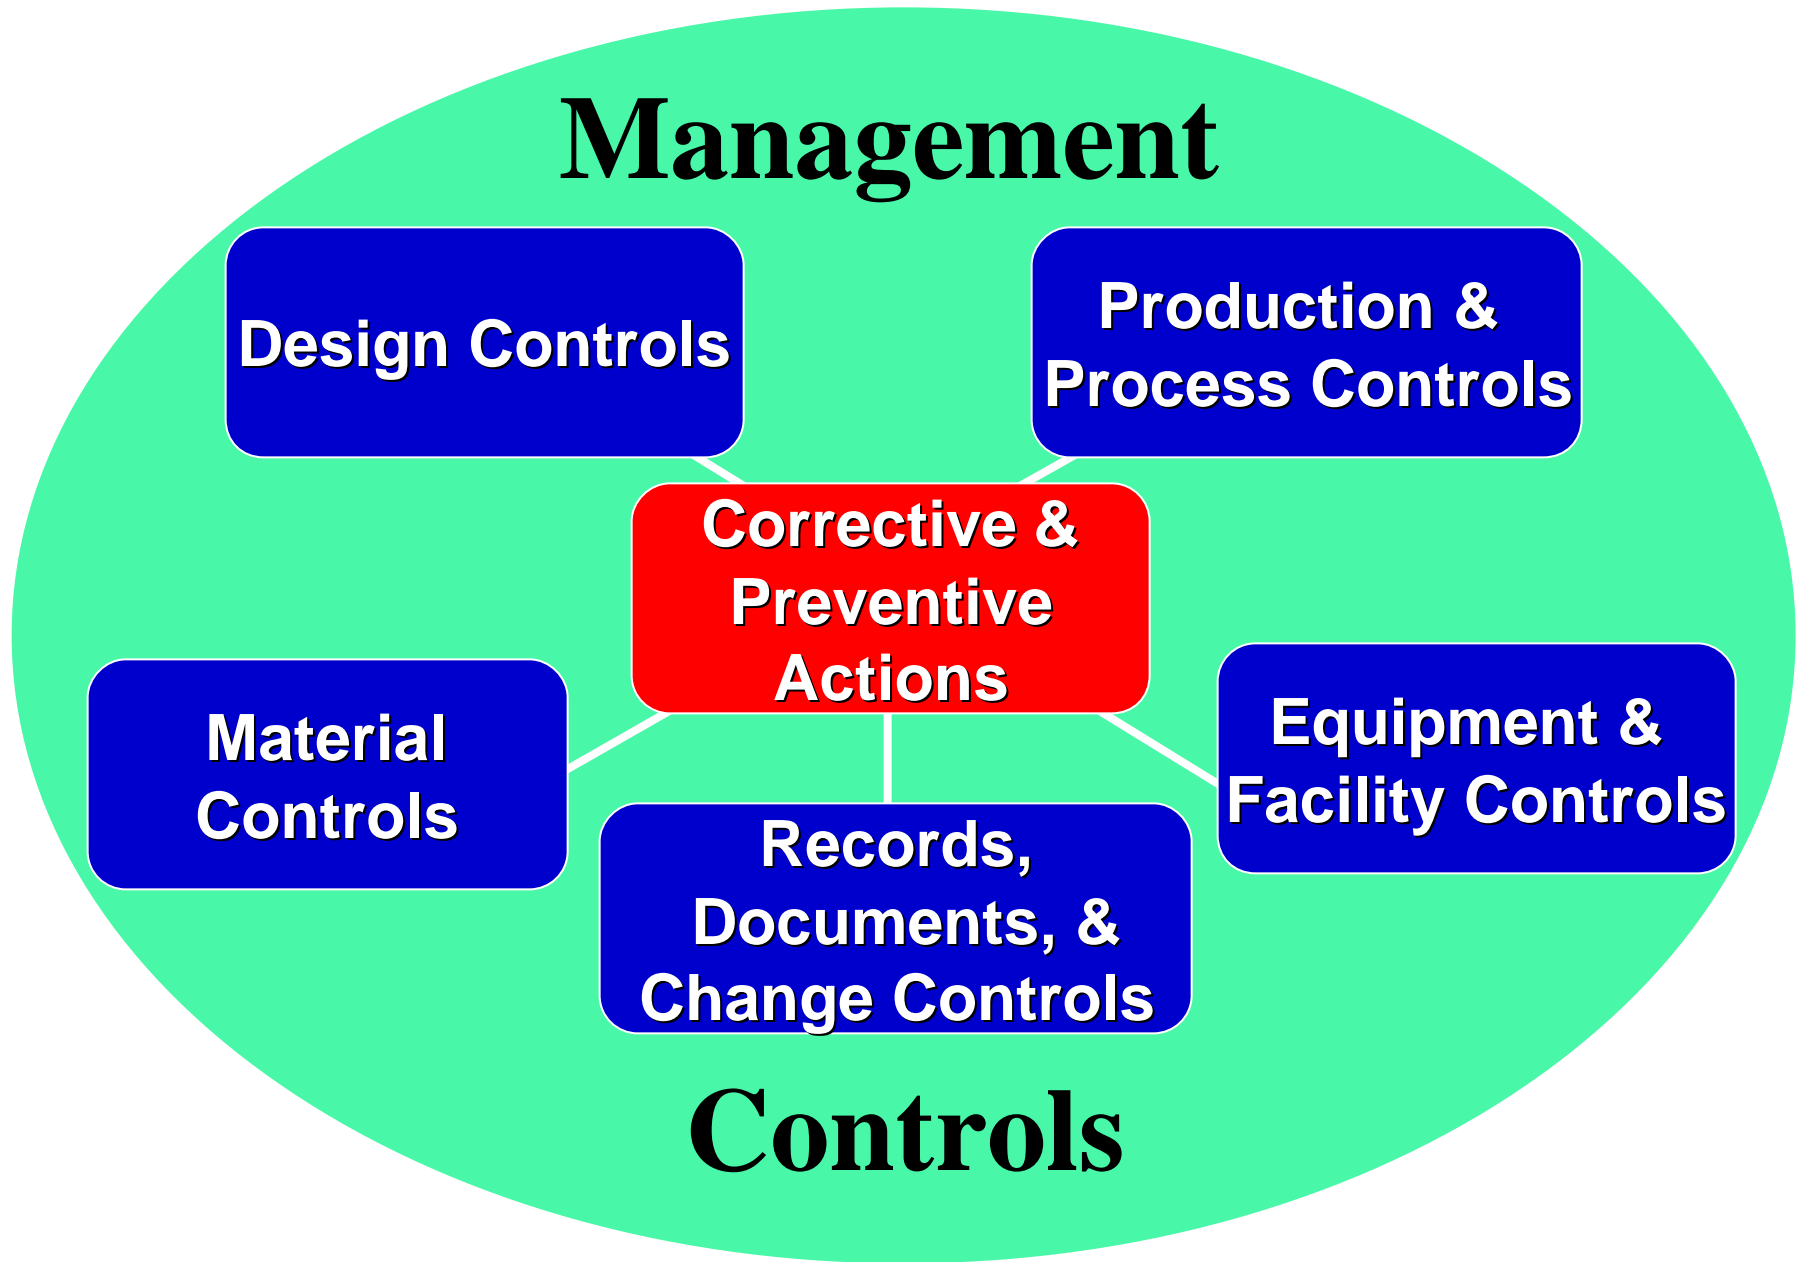 Management
Design Controls
Production &
Process Controls
Corrective &
Preventive
Actions
Material
Controls
Equipment &
Facility Controls
Records,
Documents, &
Change Controls
Controls